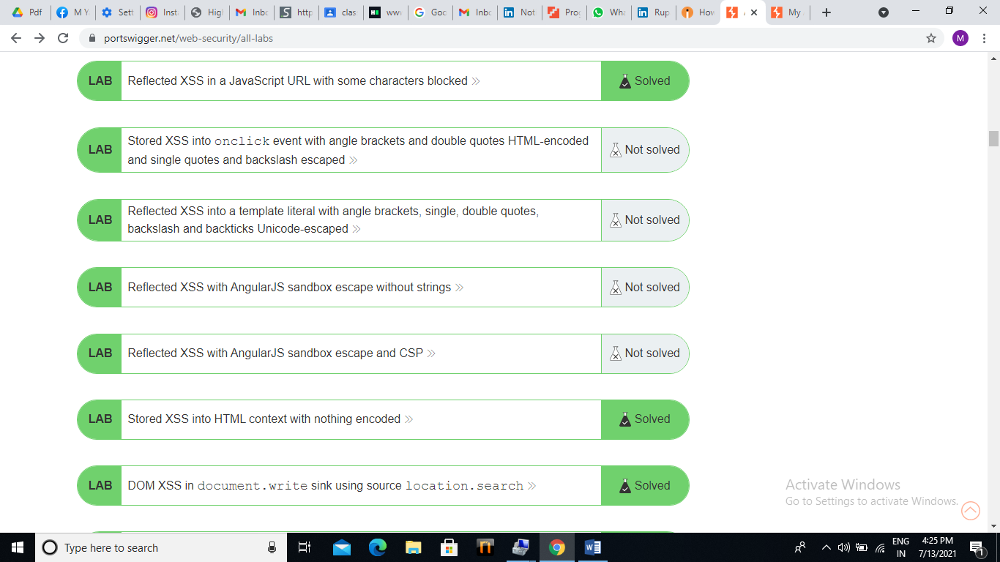 Pdf
M Y
Sett
Inst
Higl
Inbc
http
clas
www
Goc
Inbc
Not
Prog
Wha
Rup
How
My
portswigger.net/web-security/all-labs
M
LAB
Reflected XSS in a JavaScript URL with some characters blocked
Solved
LAB
Stored XSS into onclick event with angle brackets and double quotes HTML-encoded
and single quotes and backslash escaped
Not solved
LAB
Reflected XSS into a template literal with angle brackets, single, double quotes,
backslash and backticks Unicode-escaped
Not solved
LAB
Reflected XSS with AngularJS sandbox escape without strings
Not solved
LAB
Reflected XSS with AngularJS sandbox escape and CSP
Not solved
LAB
Stored XSS into HTML context with nothing encoded
Solved
LAB
DOM XSS in document.write sink using source location.search
Solved
Activate Windows
Go to Settings to activate Windows.
Type here to search
ENG
IN
4:25 PM
7/13/2021
1